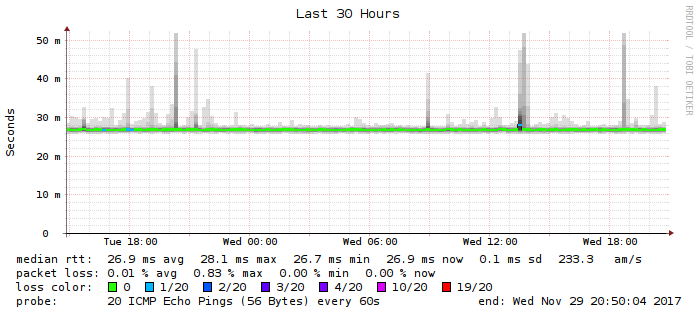 Last 30 Hours
RRDTOOL / TOBI OETIKER
Seconds
50 m
40 m
30 m
20 m
10 m
0
Tue 18:00 Wed 00:00 Wed 06:00 Wed 12:00 Wed 18:00
median rtt: 26.9 ms avg 28.1 ms max 26.7 ms min 26.9 ms now 0.1 ms sd 233.3 am/s
packet loss: 0.01 % avg 0.83 % max 0.00 % min 0.00 % now
loss color: 0 1/20 2/20 3/20 4/20 10/20 19/20
probe: 20 ICMP Echo Pings (56 Bytes) every 60s end: Wed Nov 29 20:50:04 2017